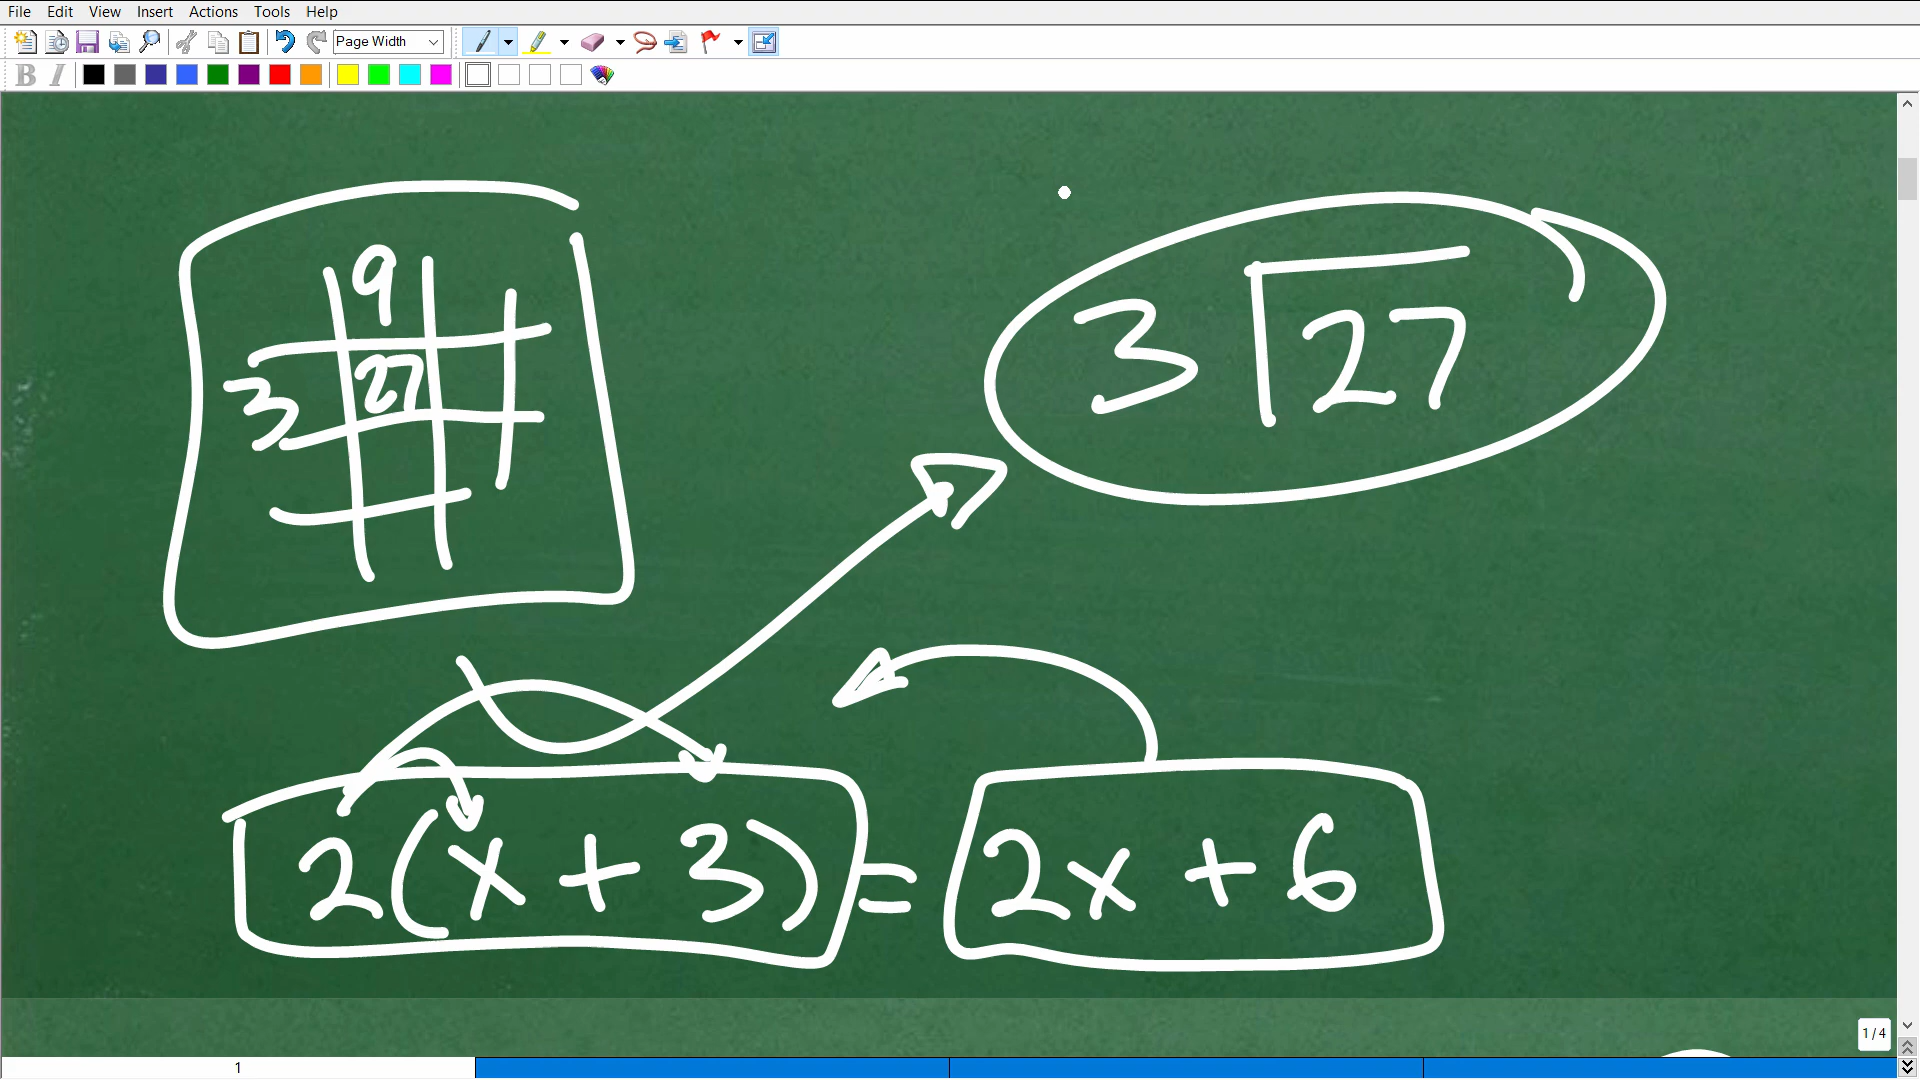 File Edit View Insert Actions Tools Help
Page Width
B I
9
3 27
3 27
2(x + 3) = 2x + 6
1 / 4
1